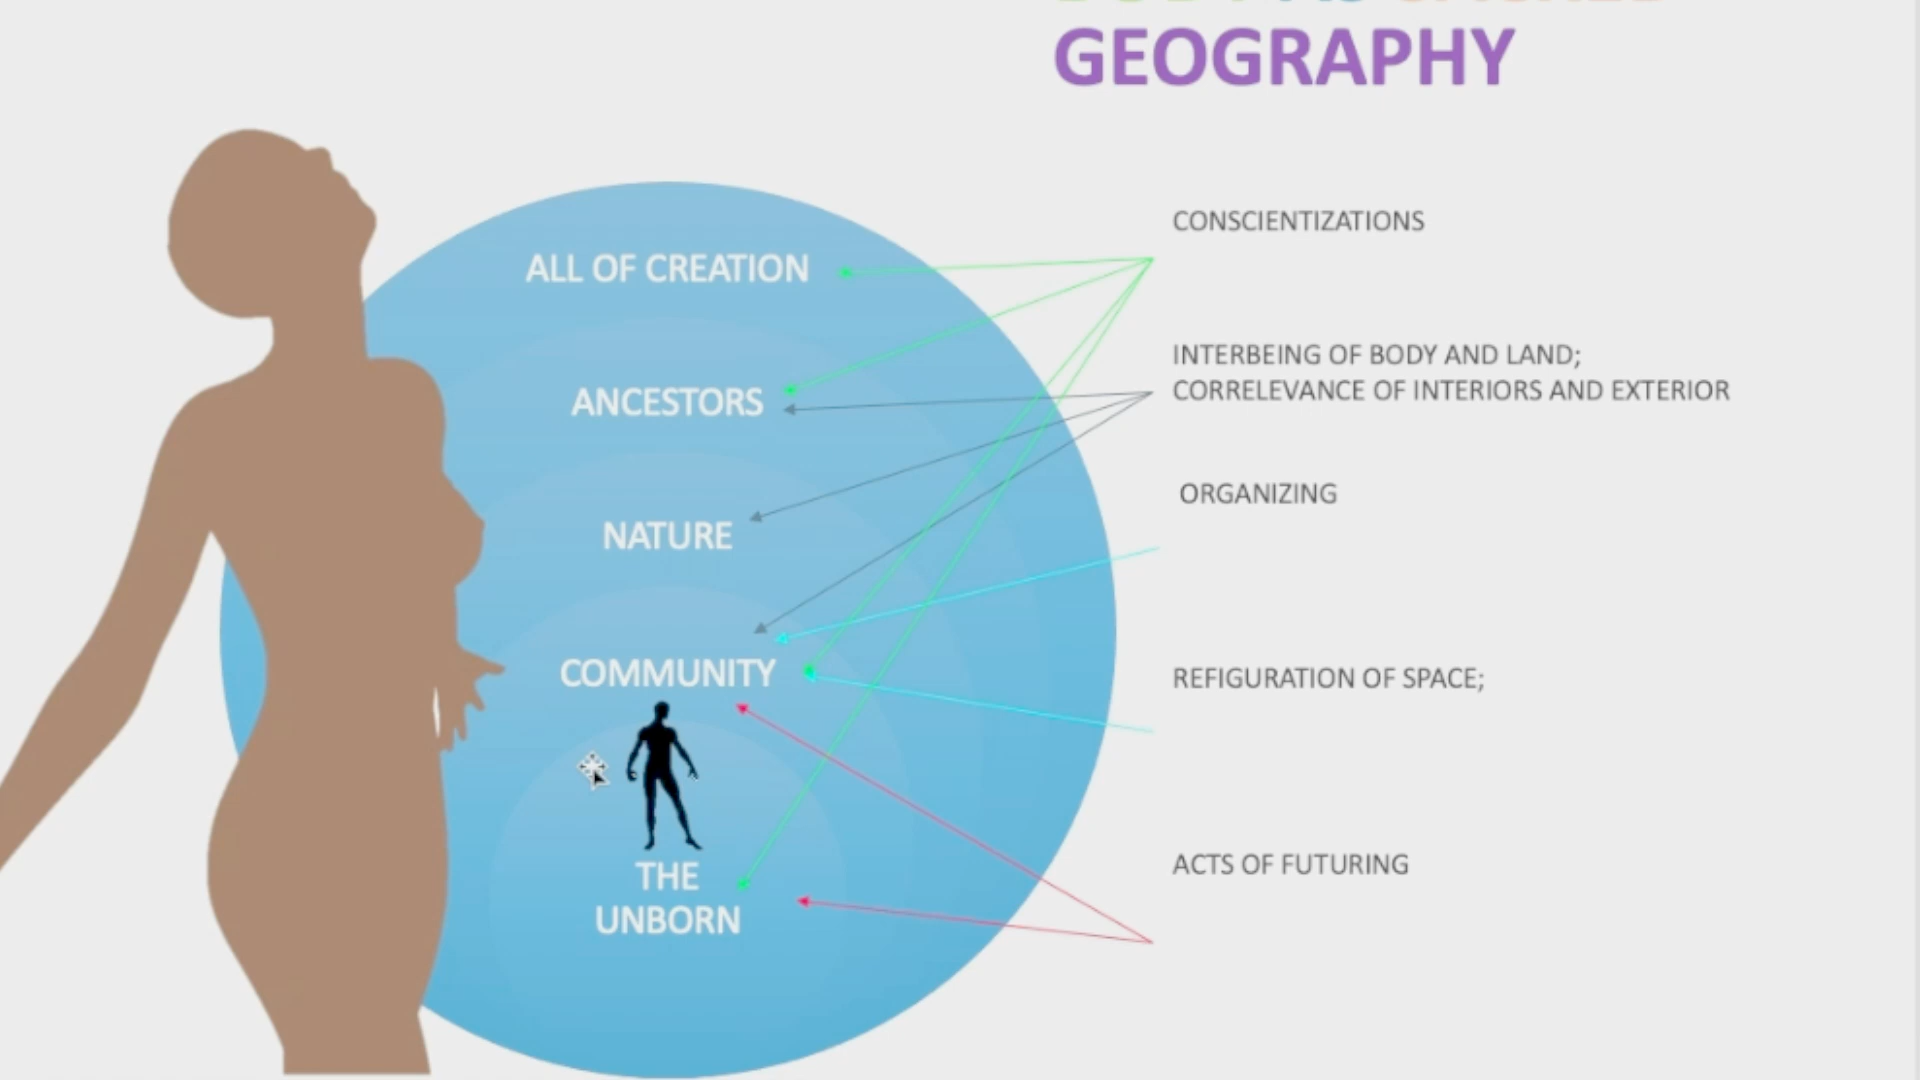 GEOGRAPHY
CONSCIENTIZATIONS
ALL OF CREATION
INTERBEING OF BODY AND LAND;
CORRELEVANCE OF INTERIORS AND EXTERIOR
ANCESTORS
ORGANIZING
NATURE
COMMUNITY
REFIGURATION OF SPACE;
ACTS OF FUTURING
THE
UNBORN